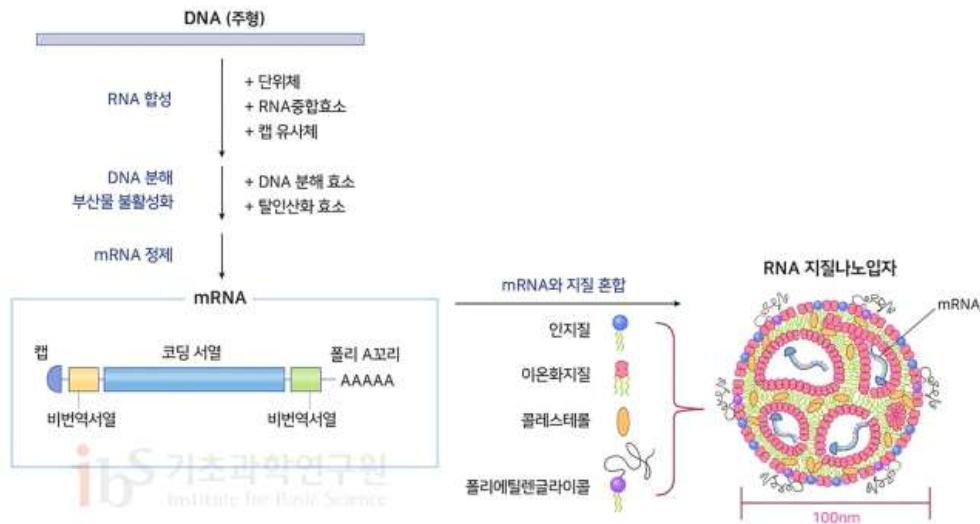 DNA (주형)
RNA 합성
+ 단위체
+ RNA중합효소
+ 캡 유사체
DNA 분해
부산물 불활성화
+ DNA 분해 효소
+ 탈인산화 효소
mRNA 정제
mRNA
캡
코딩 서열
폴리 A꼬리
AAAAA
비번역서열
비번역서열
mRNA와 지질 혼합
인지질
이온화지질
콜레스테롤
폴리에틸렌글라이콜
RNA 지질나노입자
mRNA
100nm
ibs 기초과학연구원
Institute for Basic Science